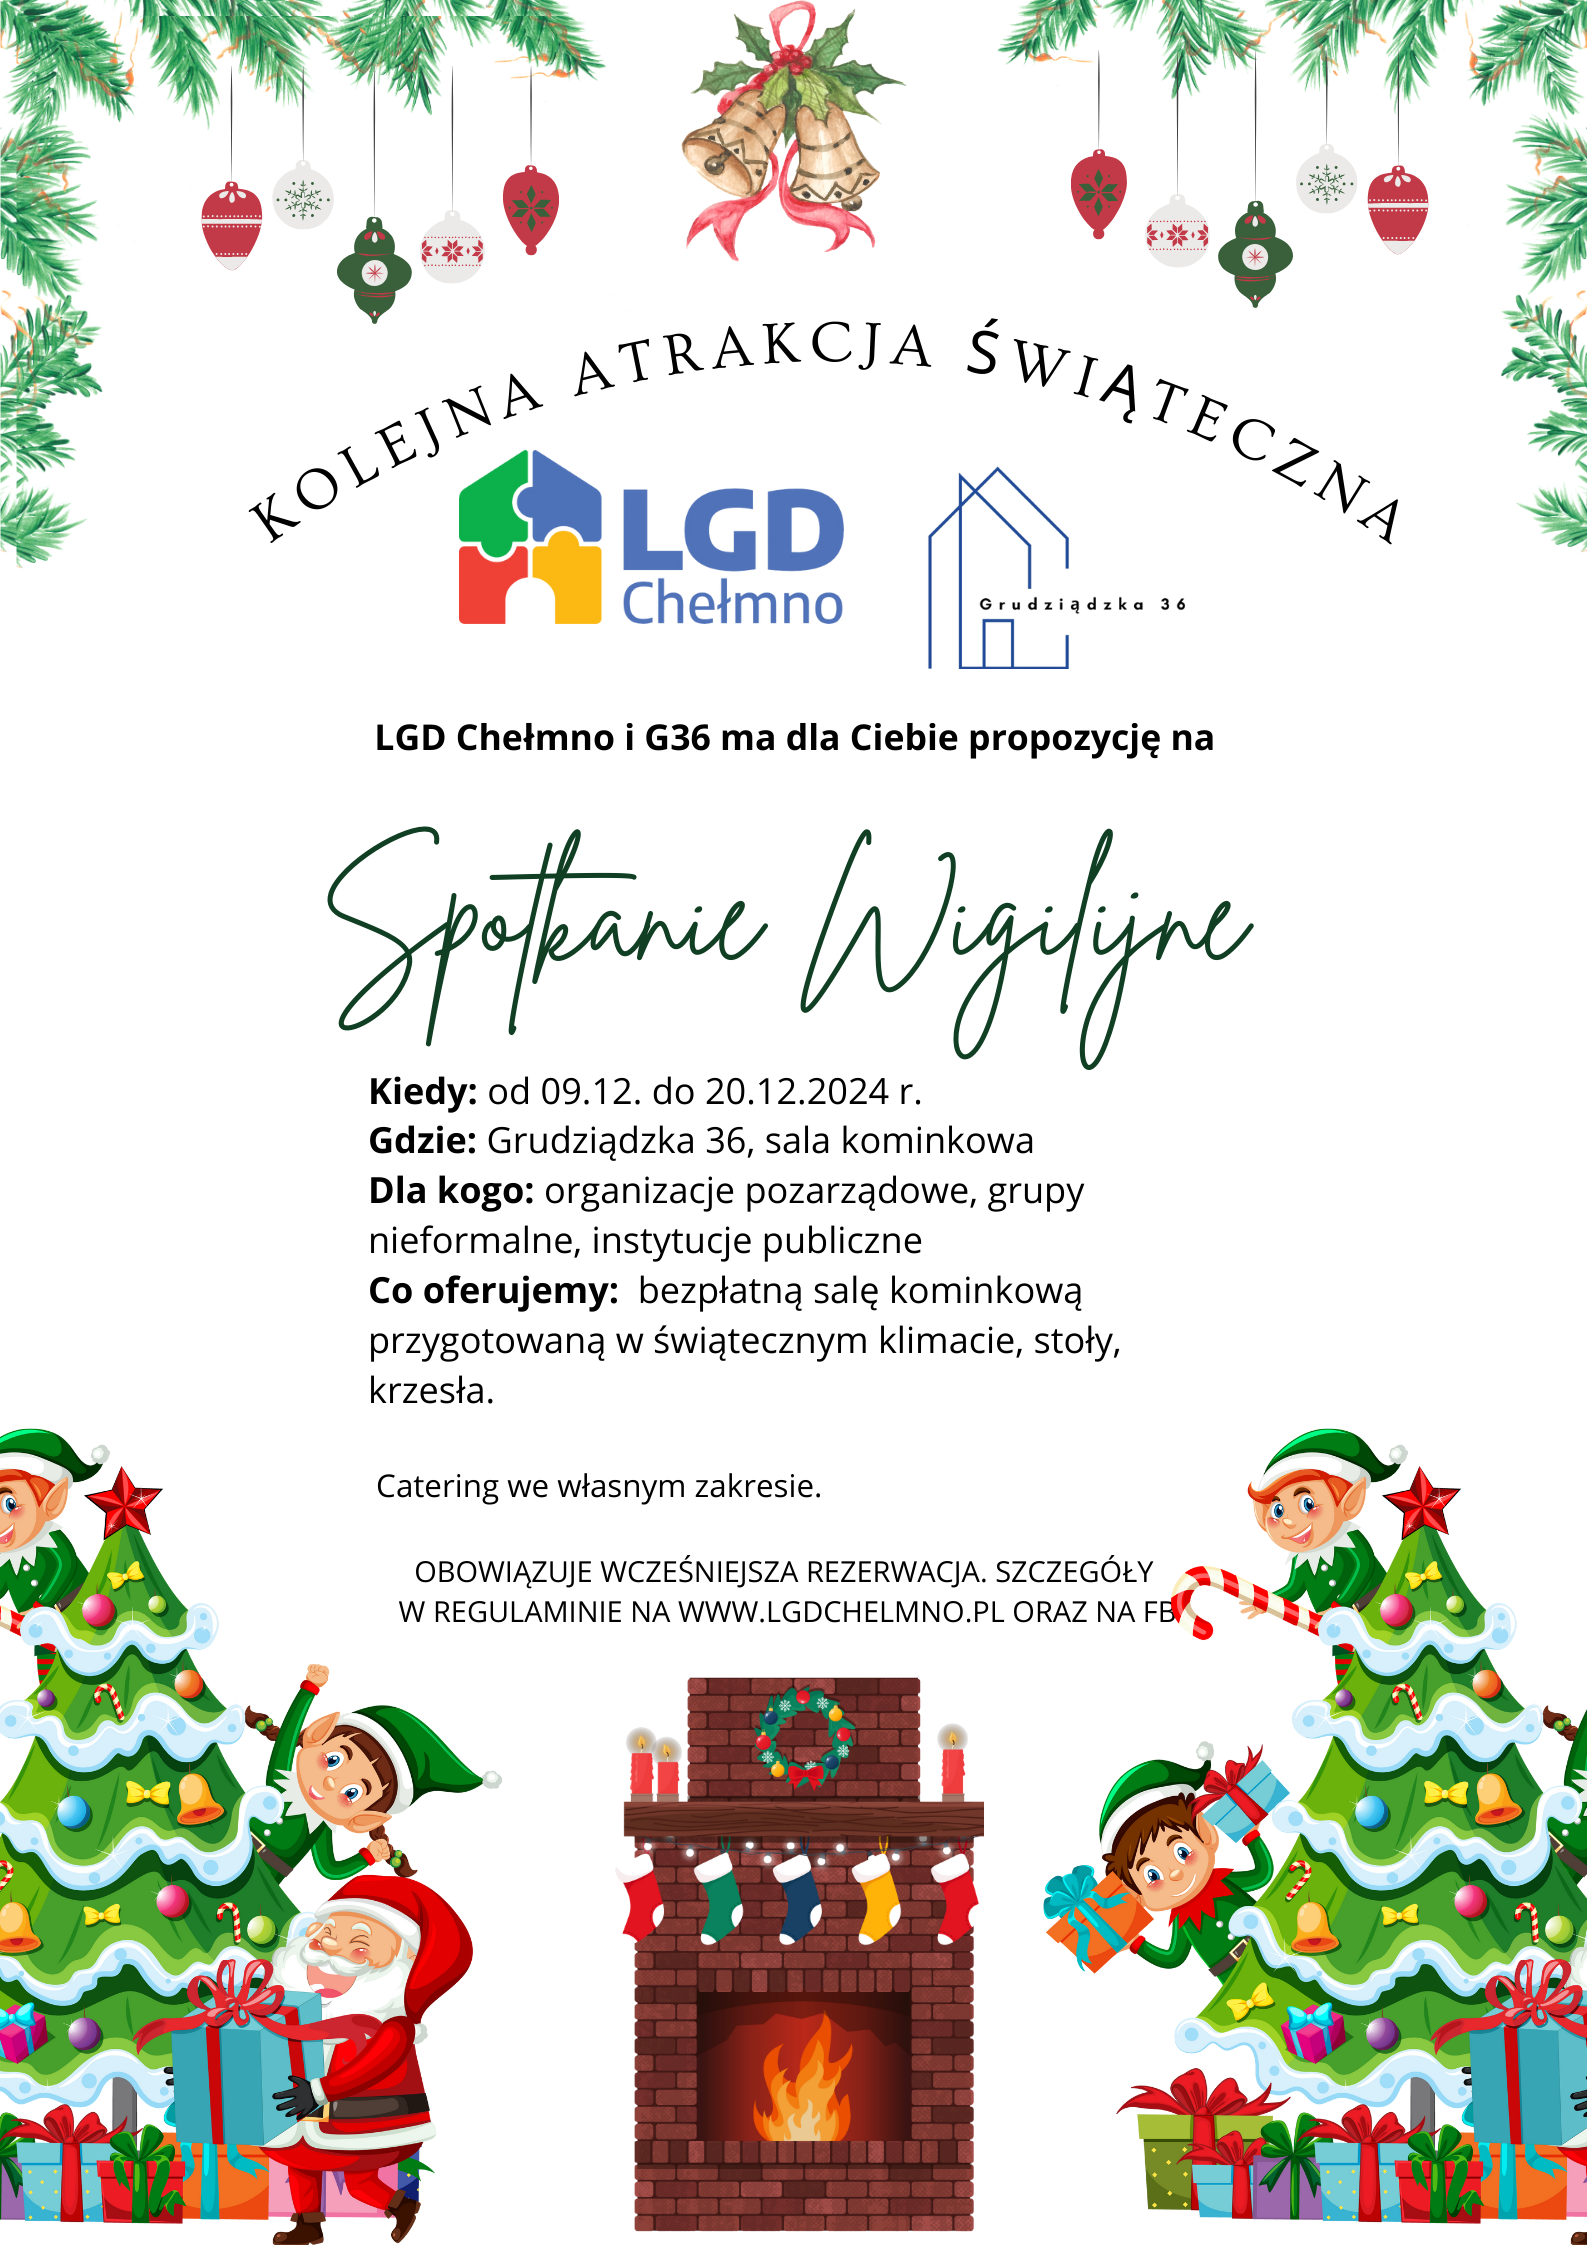 KOLEJNA ATRAKCJA ŚWIĄTECZNA
LGD
Chełmno
Grudziądzka 36
LGD Chełmno i G36 ma dla Ciebie propozycję na
Spotkanie Wigilijne
Kiedy: od 09.12. do 20.12.2024 r.
Gdzie: Grudziądzka 36, sala kominkowa
Dla kogo: organizacje pozarządowe, grupy
nieformalne, instytucje publiczne
Co oferujemy: bezpłatną salę kominkową
przygotowaną w świątecznym klimacie, stoły,
krzesła.
Catering we własnym zakresie.
OBOWIĄZUJE WCZEŚNIEJSZA REZERWACJA. SZCZEGÓŁY
W REGULAMINIE NA WWW.LGDCHELMNO.PL ORAZ NA FB